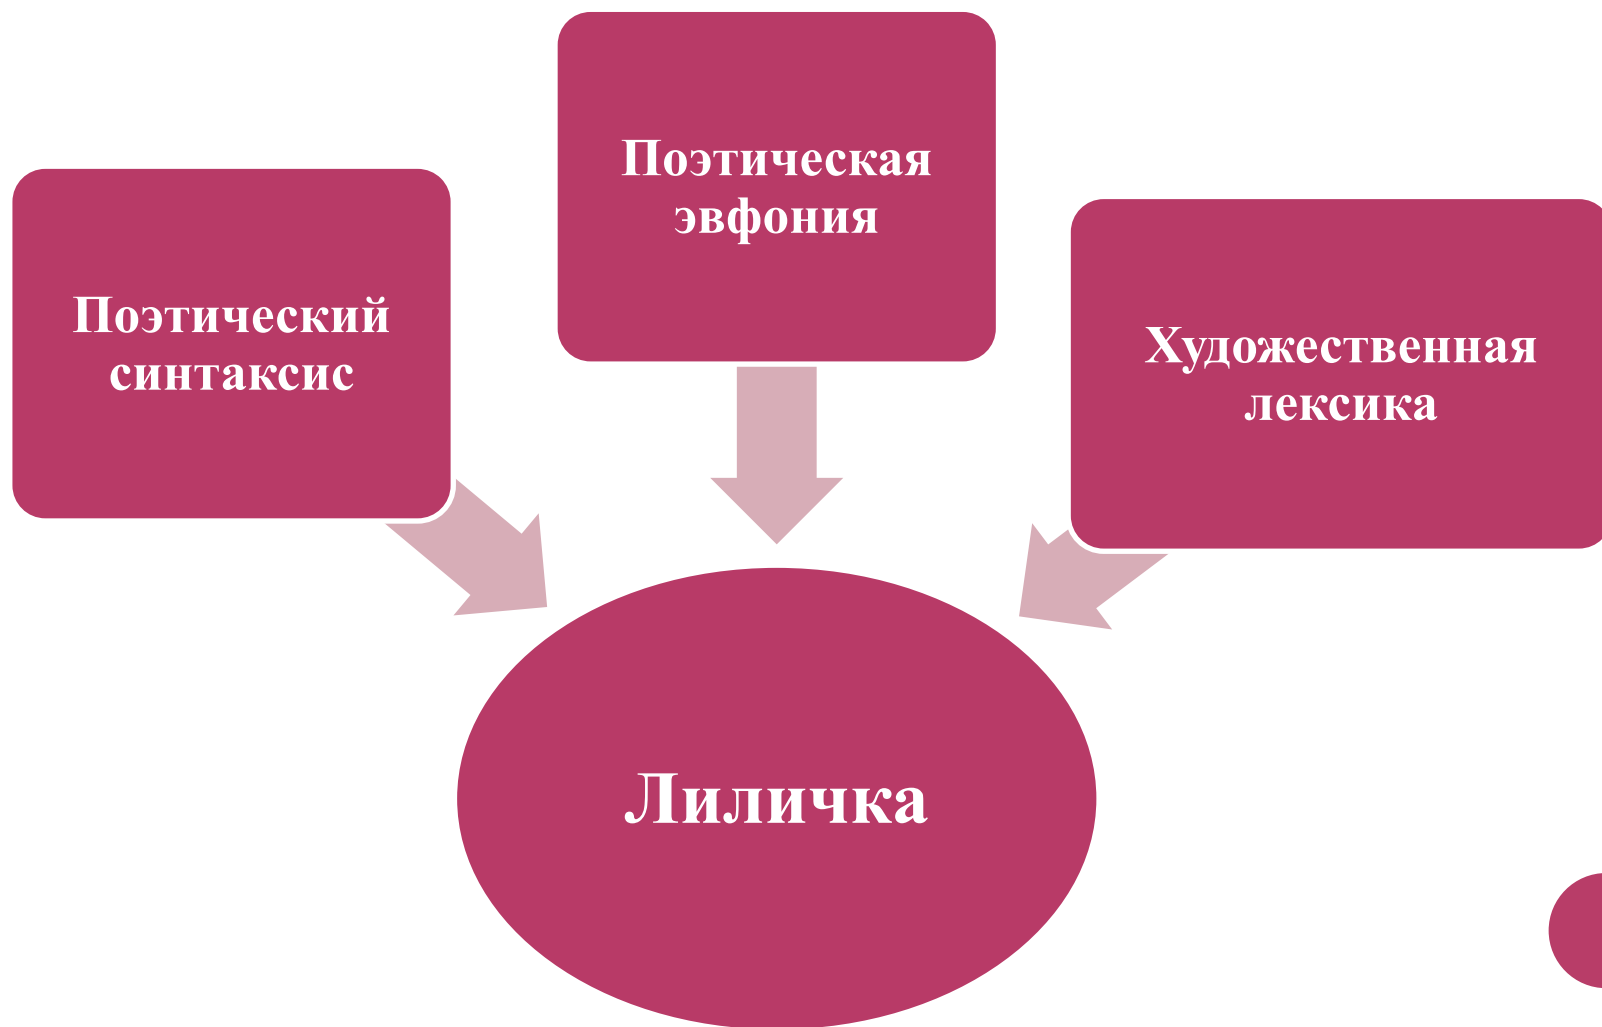 Поэтический
синтаксис
Поэтическая
эвфония
Художественная
лексика
Лиличка